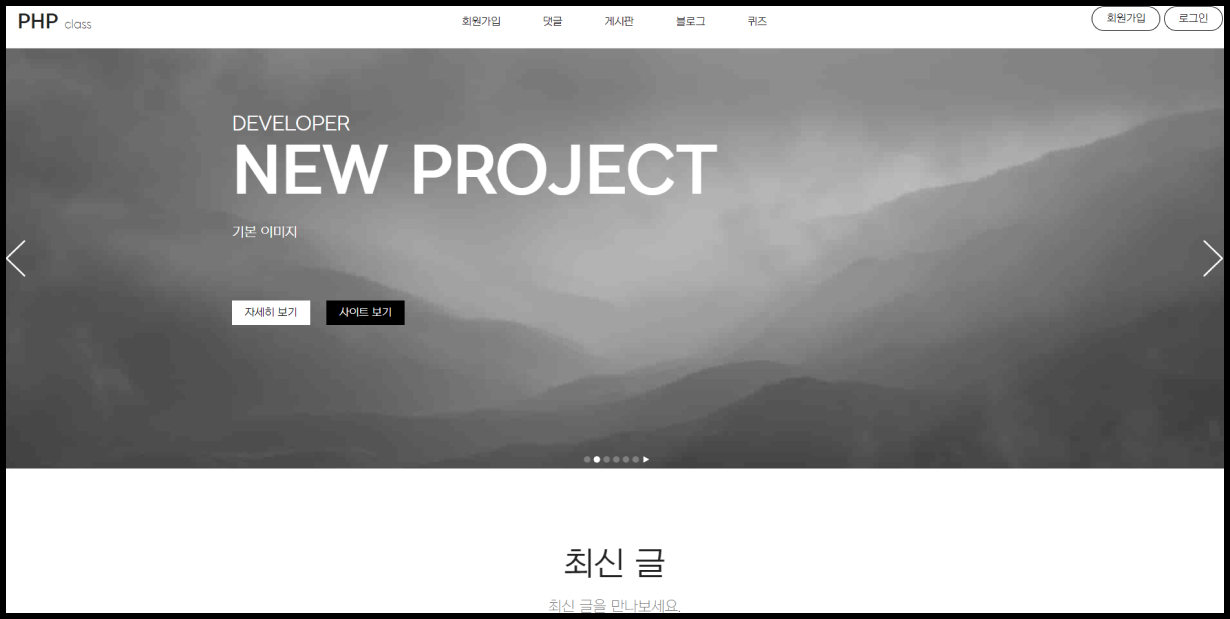 PHP class
회원가입 댓글 게시판 블로그 퀴즈
회원가입 로그인
DEVELOPER
NEW PROJECT
기본 이미지
자세히 보기 사이트 보기
최신 글
최신 글을 만나보세요.